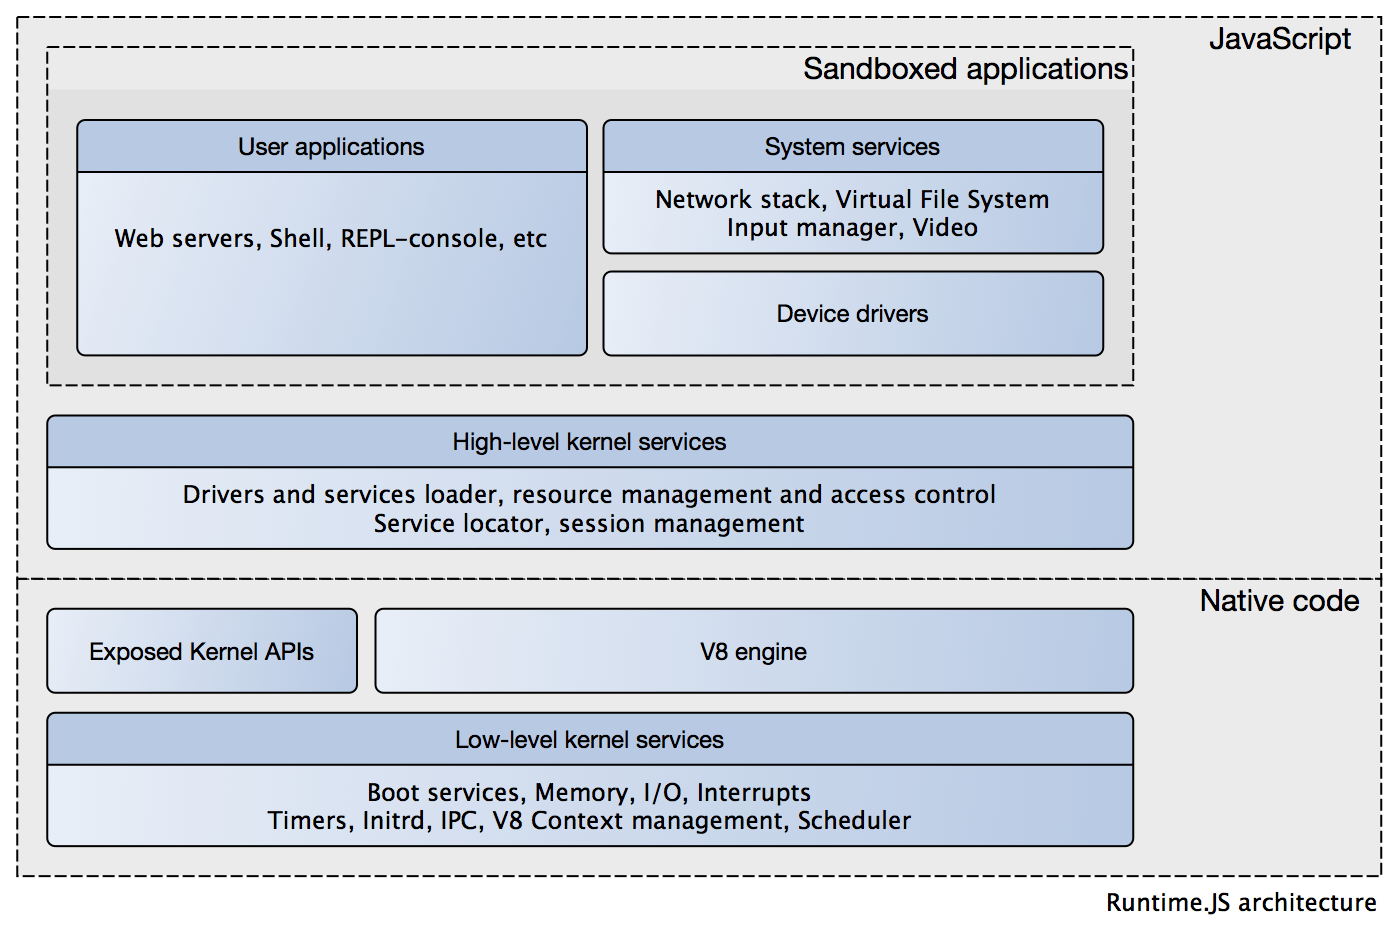 JavaScript
Sandboxed applications
User applications
Web servers, Shell, REPL-console, etc
System services
Network stack, Virtual File System
Input manager, Video
Device drivers
High-level kernel services
Drivers and services loader, resource management and access control
Service locator, session management
Native code
Exposed Kernel APIs
V8 engine
Low-level kernel services
Boot services, Memory, I/O, Interrupts
Timers, Initrd, IPC, V8 Context management, Scheduler
Runtime.JS architecture